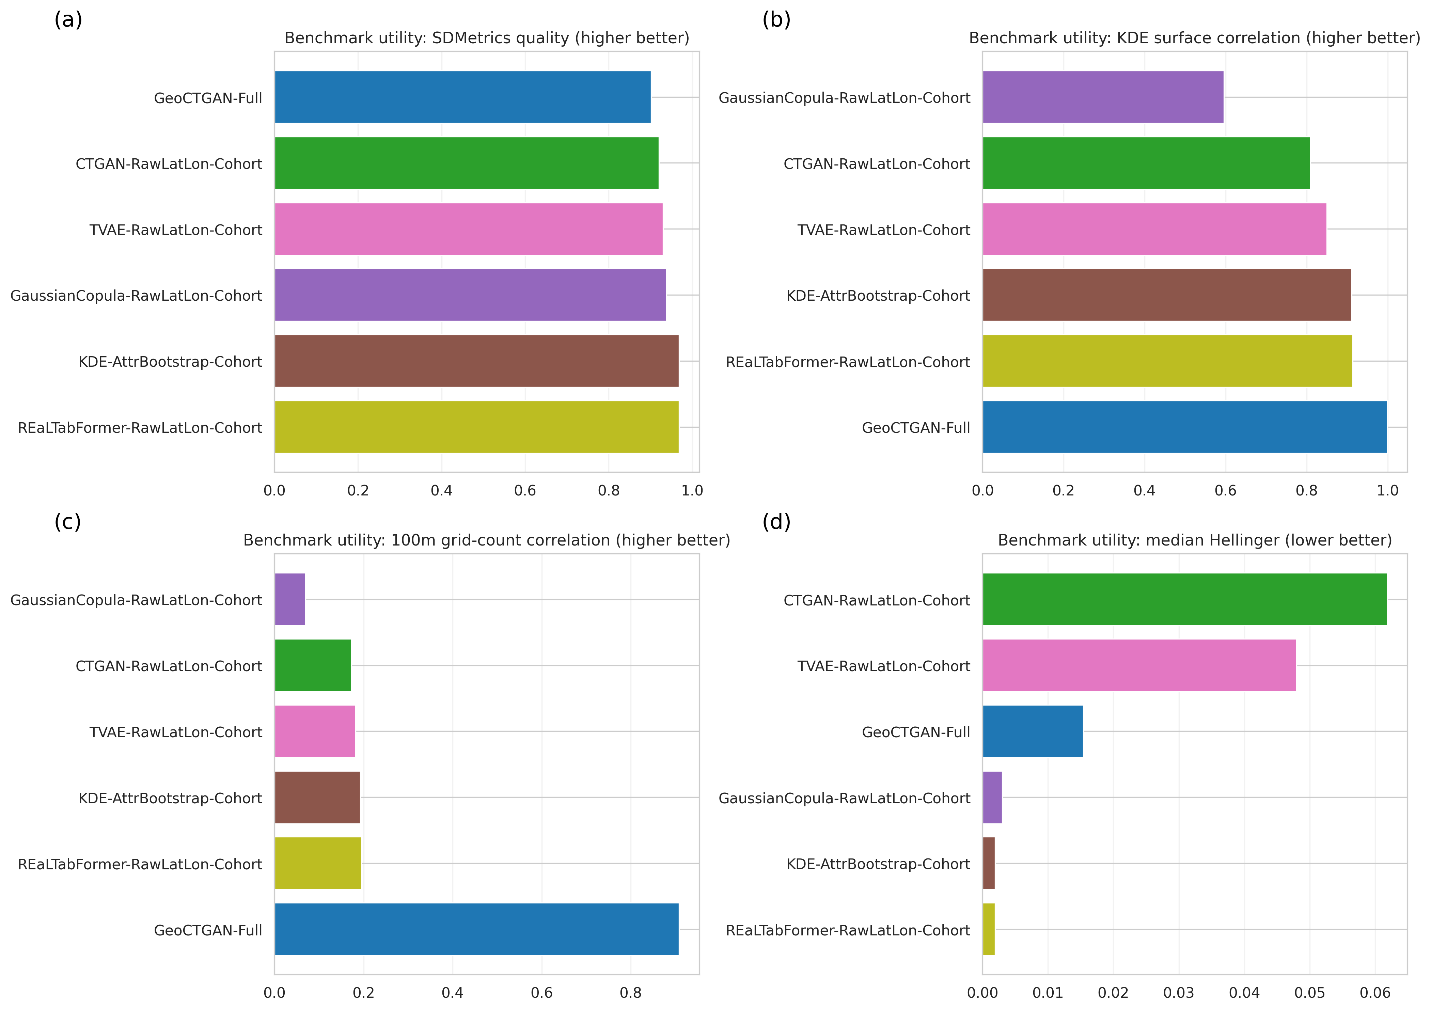 (a)
Benchmark utility: SDMetrics quality (higher better)
GeoCTGAN-Full
CTGAN-RawLatLon-Cohort
TVAE-RawLatLon-Cohort
GaussianCopula-RawLatLon-Cohort
KDE-AttrBootstrap-Cohort
REaLTabFormer-RawLatLon-Cohort
0.0 0.2 0.4 0.6 0.8 1.0
(b)
Benchmark utility: KDE surface correlation (higher better)
GaussianCopula-RawLatLon-Cohort
CTGAN-RawLatLon-Cohort
TVAE-RawLatLon-Cohort
KDE-AttrBootstrap-Cohort
REaLTabFormer-RawLatLon-Cohort
GeoCTGAN-Full
0.0 0.2 0.4 0.6 0.8 1.0
(c)
Benchmark utility: 100m grid-count correlation (higher better)
GaussianCopula-RawLatLon-Cohort
CTGAN-RawLatLon-Cohort
TVAE-RawLatLon-Cohort
KDE-AttrBootstrap-Cohort
REaLTabFormer-RawLatLon-Cohort
GeoCTGAN-Full
0.0 0.2 0.4 0.6 0.8
(d)
Benchmark utility: median Hellinger (lower better)
CTGAN-RawLatLon-Cohort
TVAE-RawLatLon-Cohort
GeoCTGAN-Full
GaussianCopula-RawLatLon-Cohort
KDE-AttrBootstrap-Cohort
REaLTabFormer-RawLatLon-Cohort
0.00 0.01 0.02 0.03 0.04 0.05 0.06